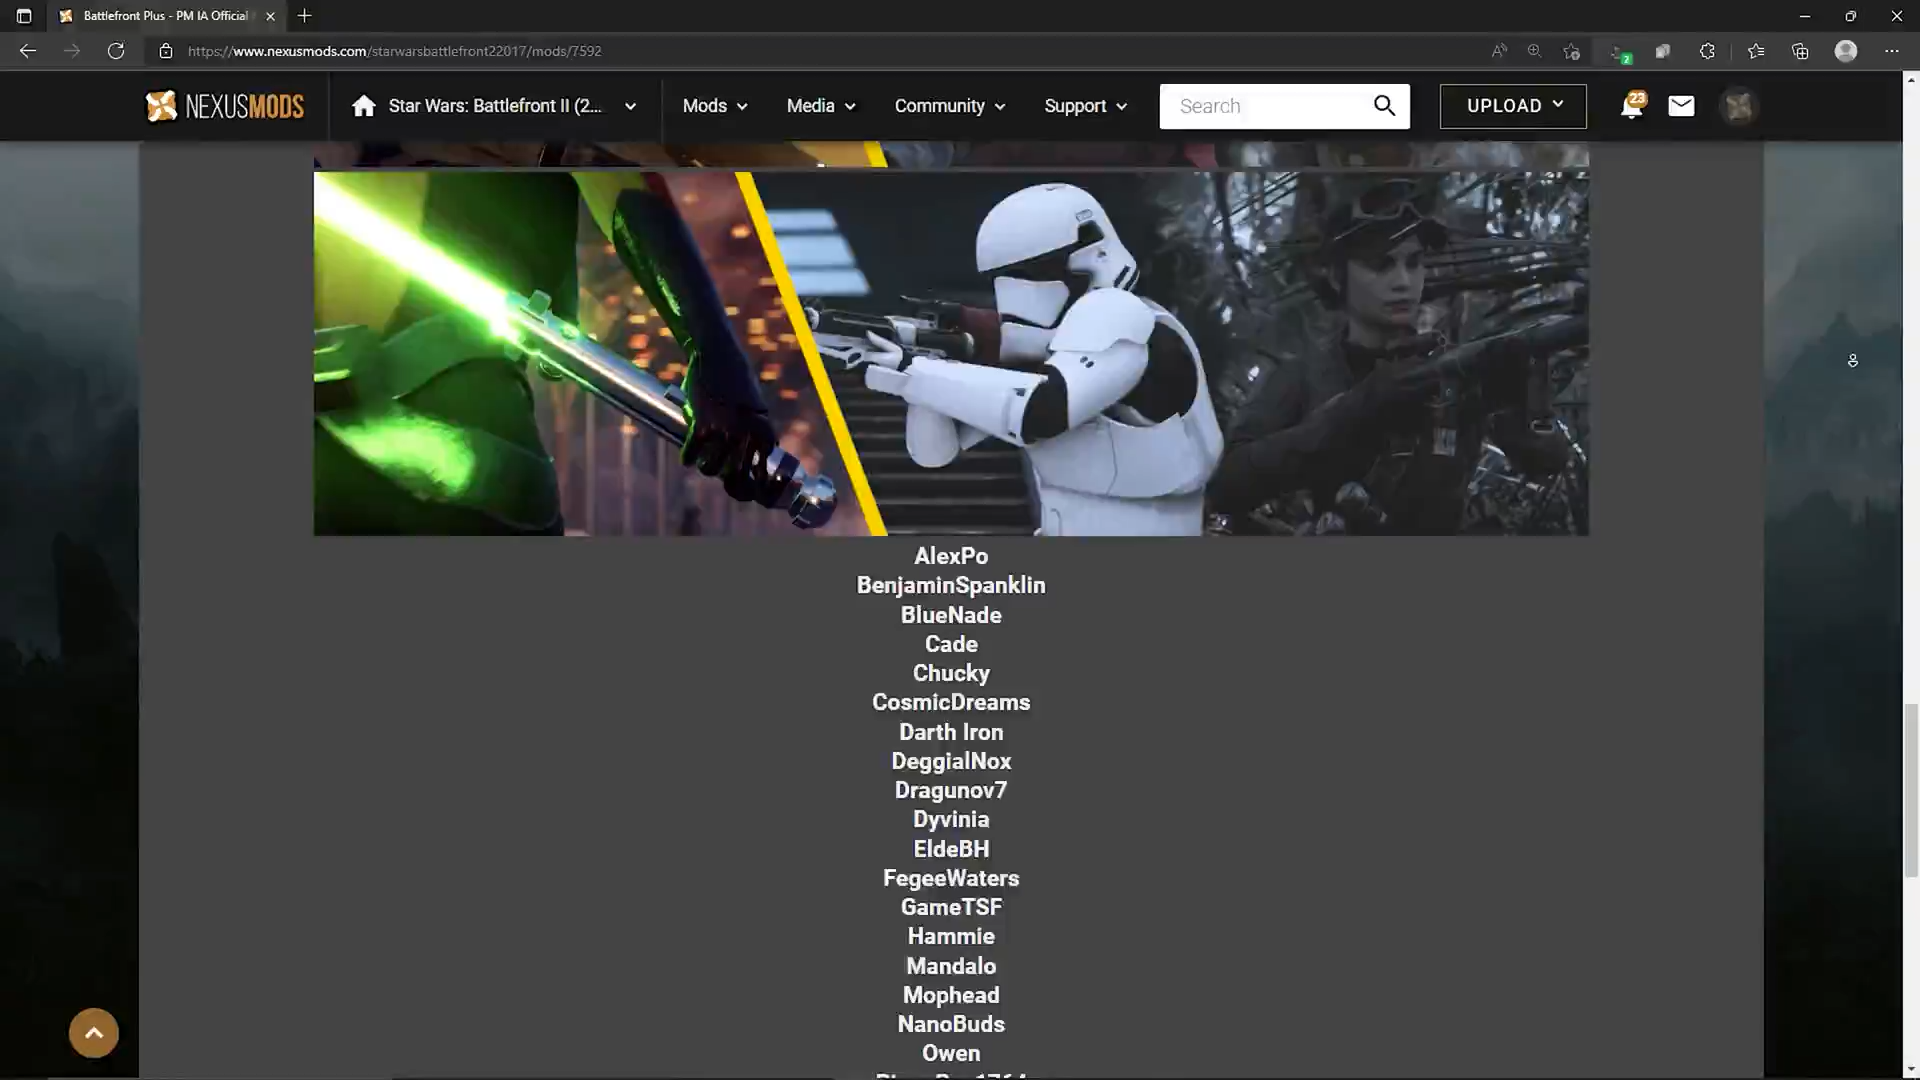 Battlefront Plus - PM IA Official
https://www.nexusmods.com/starwarsbattlefront22017/mods/7592
2
NEXUSMODS
Star Wars: Battlefront II (2...
Mods
Media
Community
Support
Search
UPLOAD
23
AlexPo
BenjaminSpanklin
BlueNade
Cade
Chucky
CosmicDreams
Darth Iron
DeggialNox
Dragunov7
Dyvinia
EldeBH
FegeeWaters
GameTSF
Hammie
Mandalo
Mophead
NanoBuds
Owen